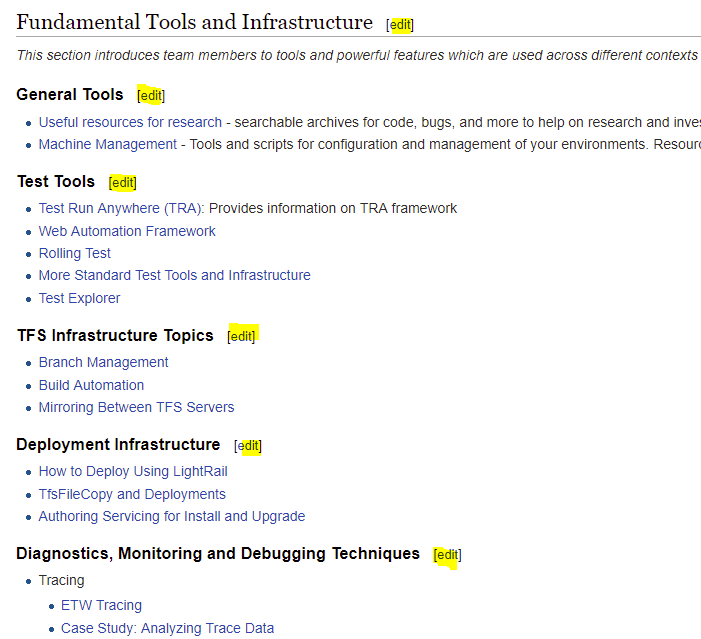 Fundamental Tools and Infrastructure [edit]
This section introduces team members to tools and powerful features which are used across different contexts
General Tools [edit]
Useful resources for research - searchable archives for code, bugs, and more to help on research and inves
Machine Management - Tools and scripts for configuration and management of your environments. Resour
Test Tools [edit]
Test Run Anywhere (TRA): Provides information on TRA framework
Web Automation Framework
Rolling Test
More Standard Test Tools and Infrastructure
Test Explorer
TFS Infrastructure Topics [edit]
Branch Management
Build Automation
Mirroring Between TFS Servers
Deployment Infrastructure [edit]
How to Deploy Using LightRail
TfsFileCopy and Deployments
Authoring Servicing for Install and Upgrade
Diagnostics, Monitoring and Debugging Techniques [edit]
Tracing
ETW Tracing
Case Study: Analyzing Trace Data